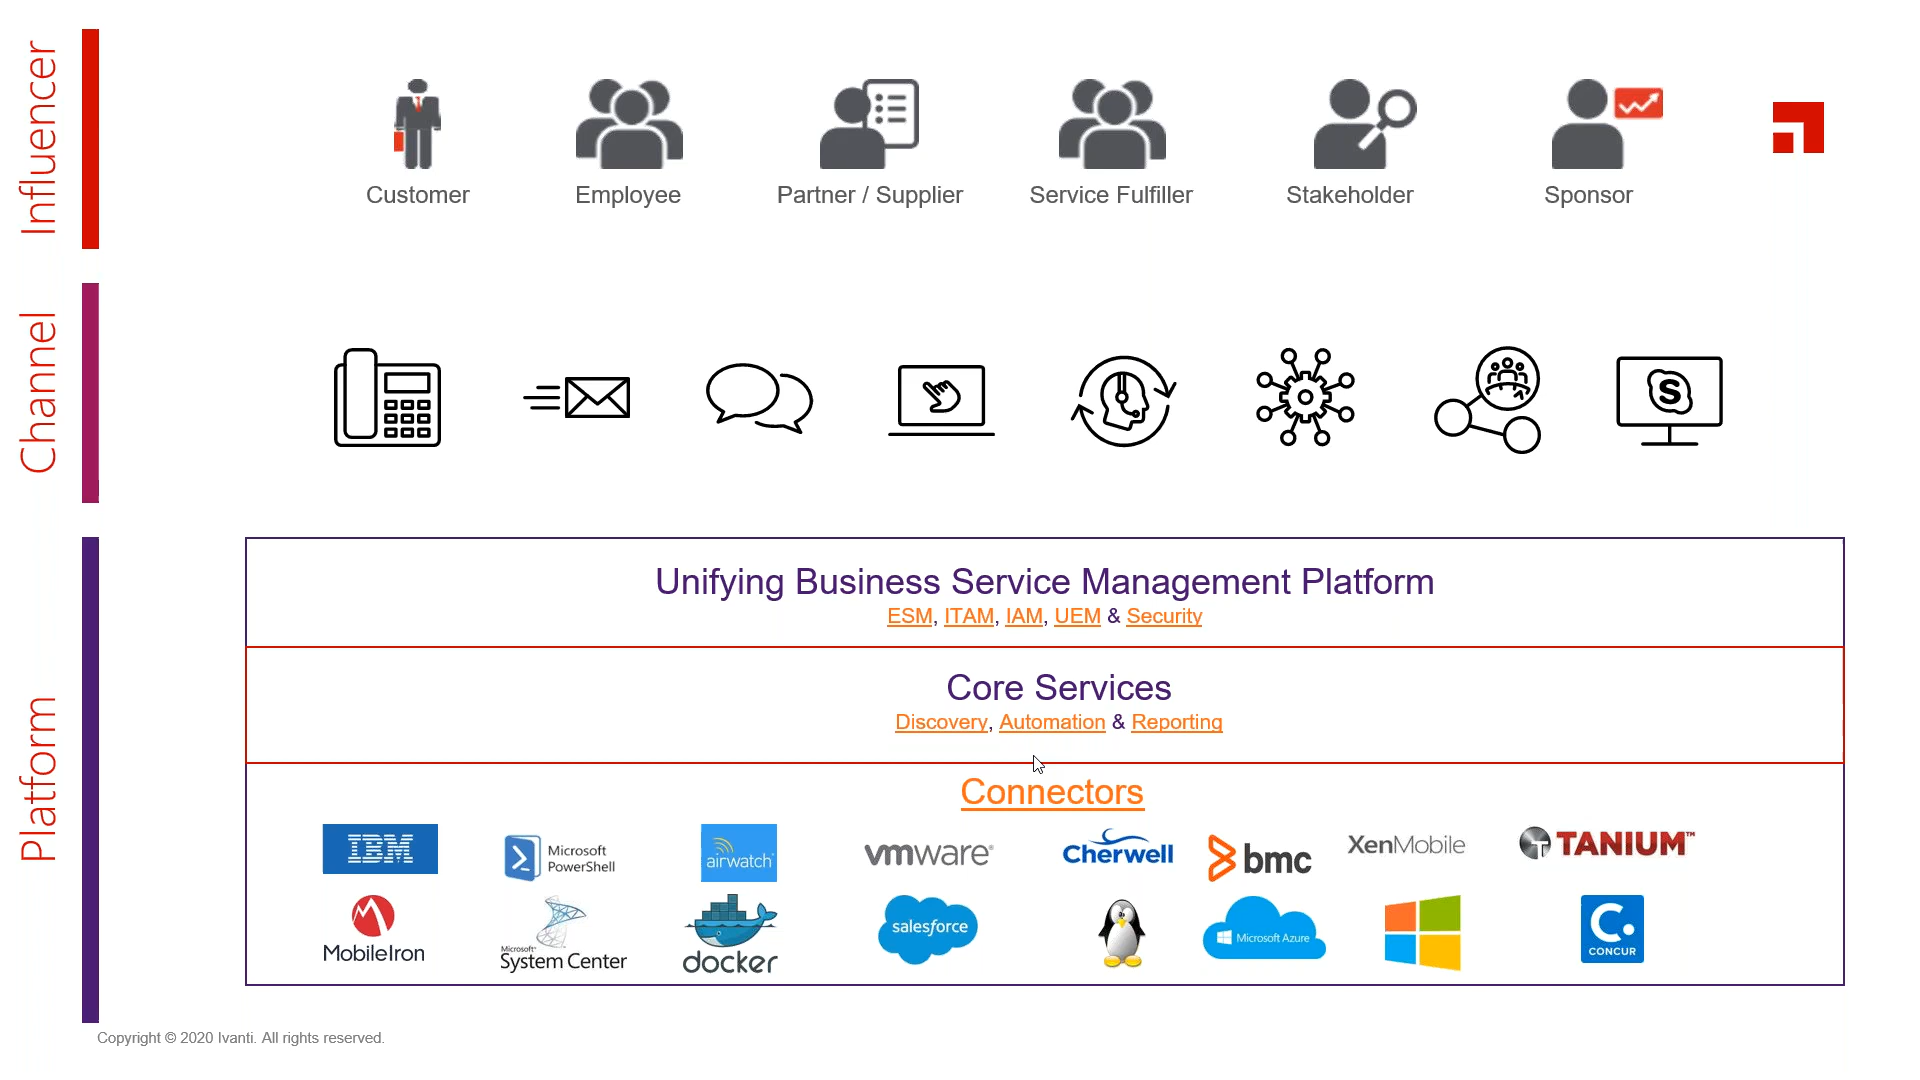 Influencer
Customer
Employee
Partner / Supplier
Service Fulfiller
Stakeholder
Sponsor
Channel
S
Platform
Unifying Business Service Management Platform
ESM, ITAM, IAM, UEM & Security
Core Services
Discovery, Automation & Reporting
Connectors
IBM
Microsoft
PowerShell
airwatch
vmware®
Cherwell
bmc
XenMobile
T TANIUM™
MobileIron
Microsoft®
System Center
docker
salesforce
Microsoft Azure
C.
CONCUR
Copyright © 2020 Ivanti. All rights reserved.